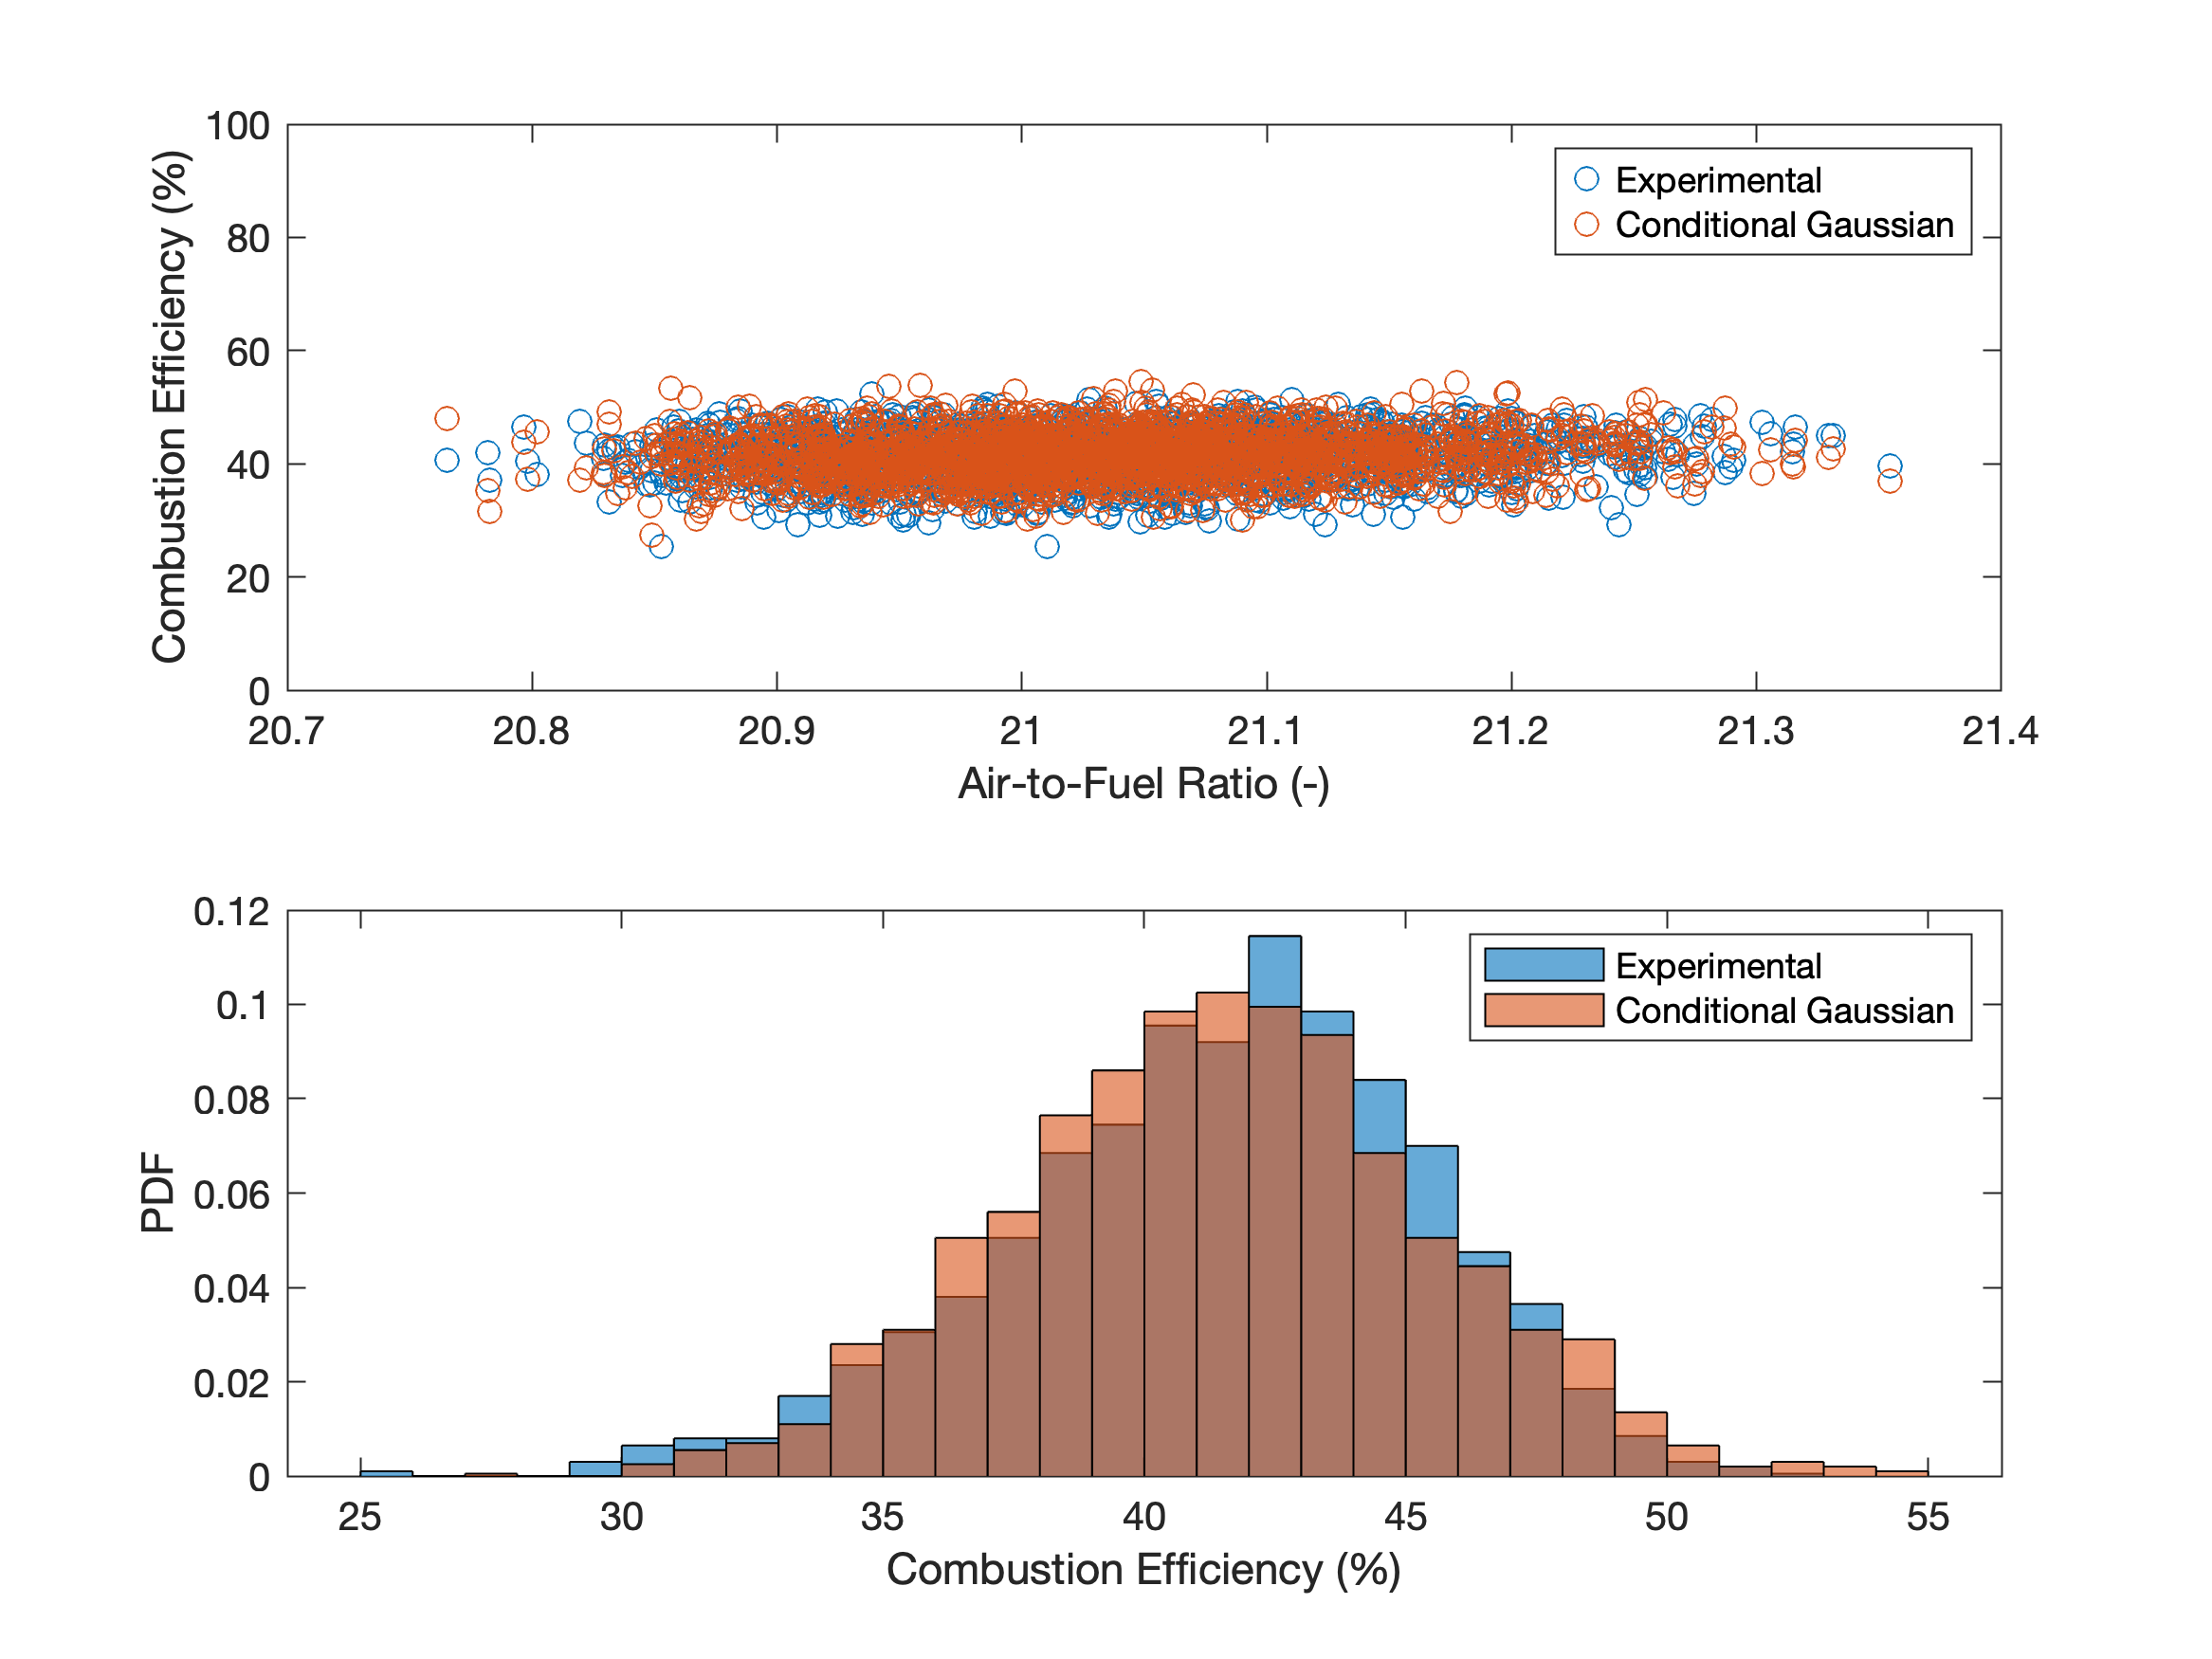 Combustion Efficiency (%)
100
80
60
40
20
0
Experimental
Conditional Gaussian
20.7 20.8 20.9 21 21.1 21.2 21.3 21.4
Air-to-Fuel Ratio (-)
PDF
0.12
0.1
0.08
0.06
0.04
0.02
0
Experimental
Conditional Gaussian
25 30 35 40 45 50 55
Combustion Efficiency (%)